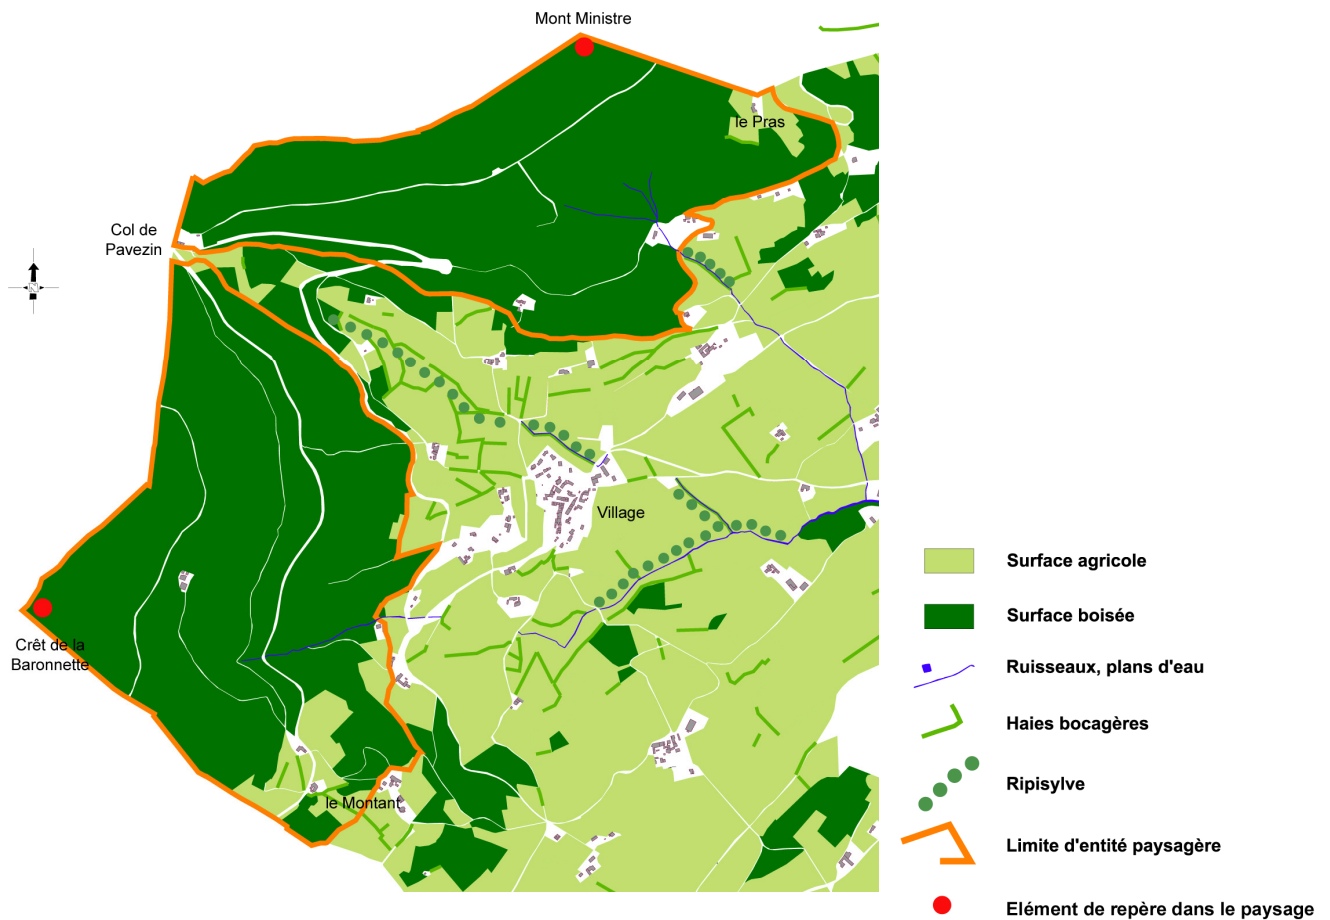 Mont Ministre
le Pras
Col de
Pavezin
Village
Crêt de la
Baronnette
le Montant
Surface agricole
Surface boisée
Ruisseaux, plans d'eau
Haies bocagères
Ripisylve
Limite d'entité paysagère
Elément de repère dans le paysage